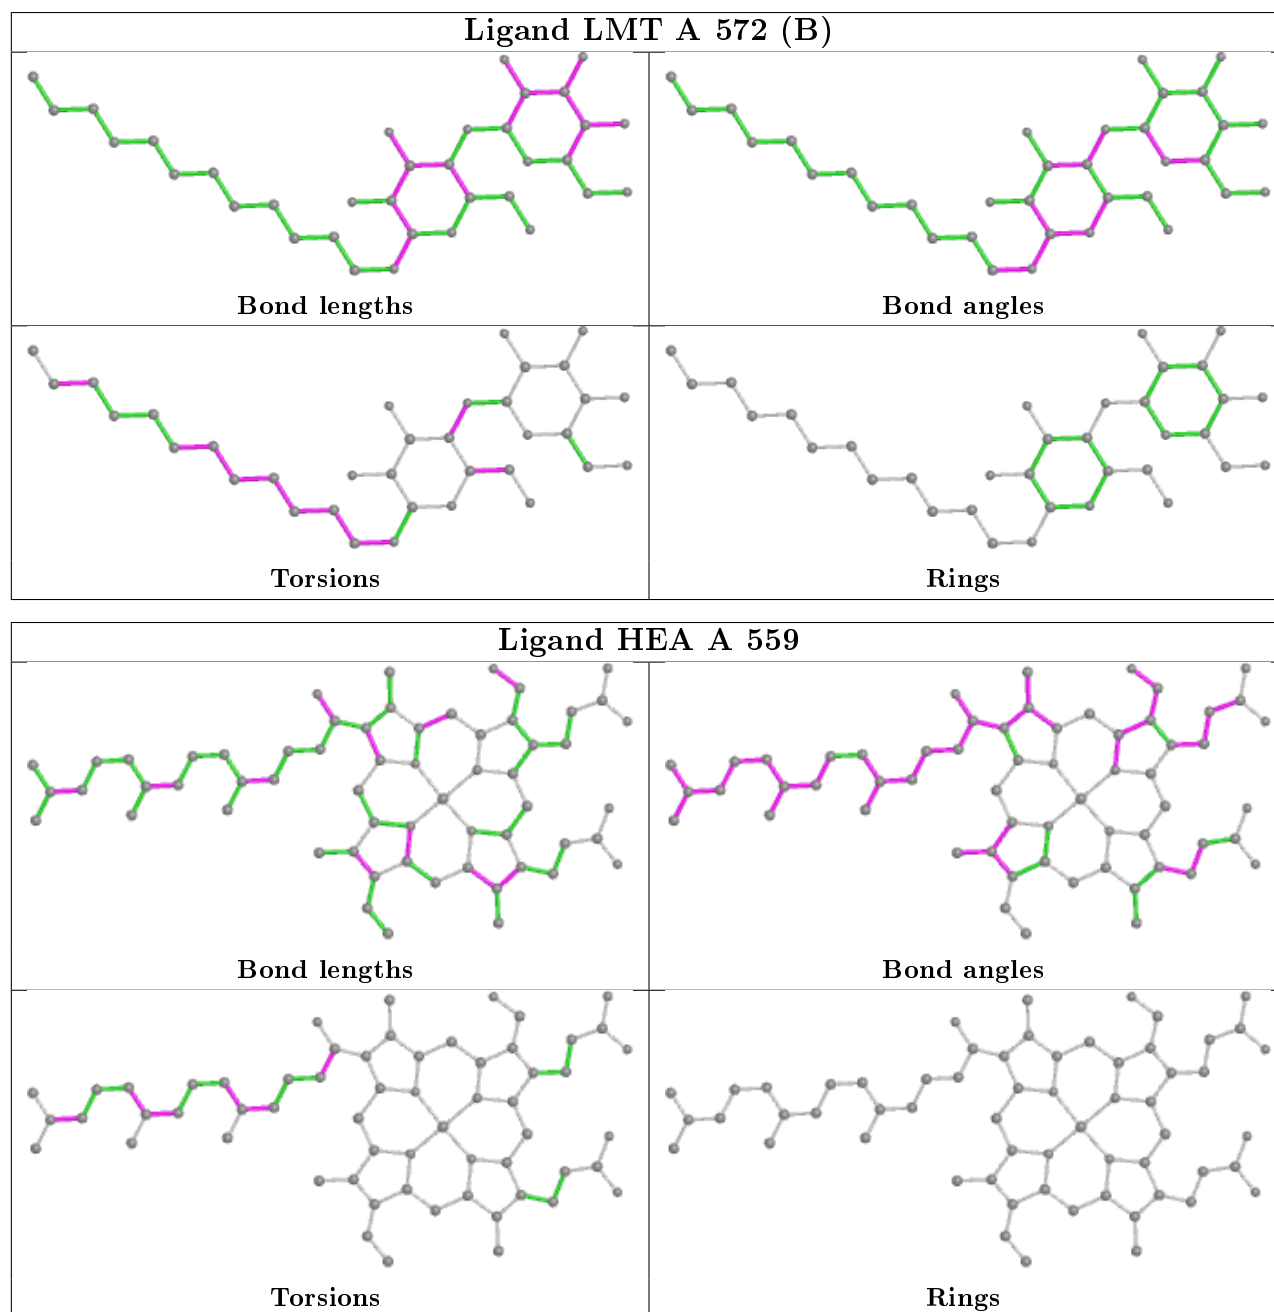 Ligand LMT A 572 (B)
Bond lengths
Bond angles
Torsions
Rings
Ligand HEA A 559
Bond lengths
Bond angles
Torsions
Rings